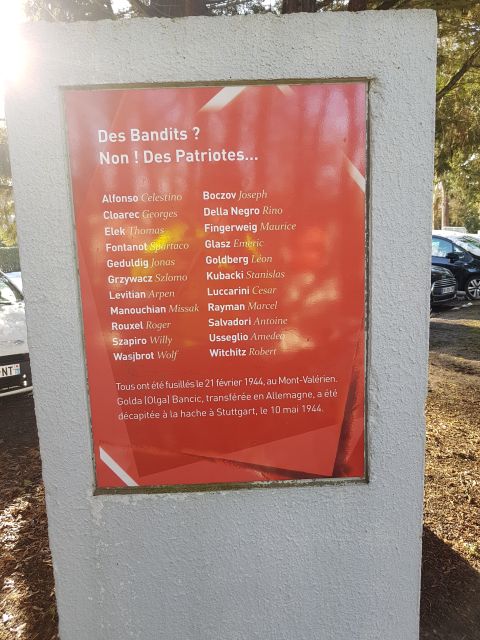 Des Bandits ?
Non ! Des Patriotes...
Alfonso Celestino
Cloarec Georges
Elek Thomas
Fontanot Spartaco
Geduldig Jonas
Grzywacz Szlomo
Levitian Arpen
Manouchian Missak
Rouxel Roger
Szapiro Willy
Wasjbrot Wolf
Boczov Joseph
Della Negro Rino
Fingerweig Maurice
Glasz Emeric
Goldberg Léon
Kubacki Stanislas
Luccarini Cesar
Rayman Marcel
Salvadori Antoine
Usseglio Amedeo
Witchitz Robert
Tous ont été fusillés le 21 février 1944, au Mont-Valérien.
Golda (Olga) Bancic, transférée en Allemagne, a été
décapitée à la hache à Stuttgart, le 10 mai 1944.